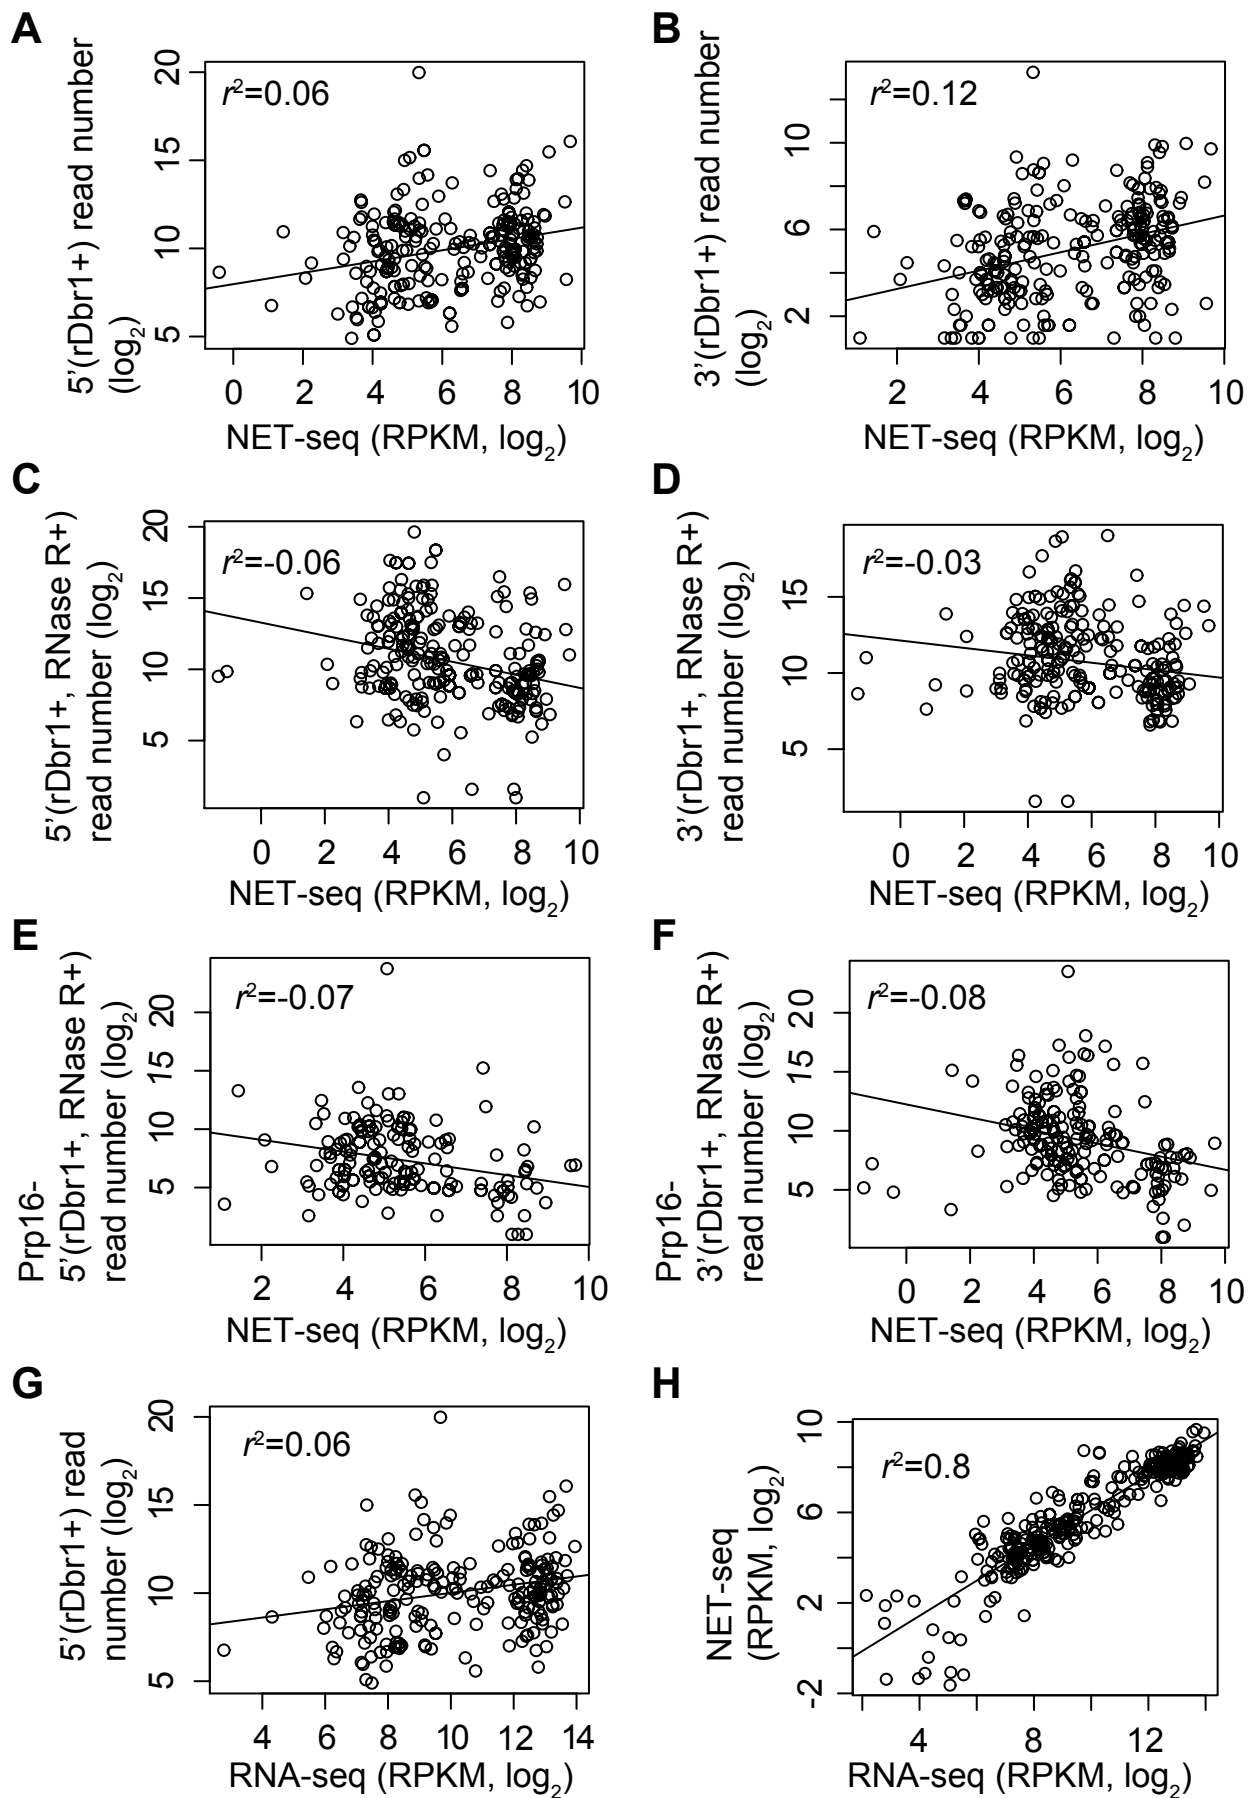 A
5'(rDbr1+) read number
(log2)
20
15
10
5
r2=0.06
0 2 4 6 8 10
NET-seq (RPKM, log2)
B
3'(rDbr1+) read number
(log2)
10
6
2
r2=0.12
2 4 6 8 10
NET-seq (RPKM, log2)
C
5'(rDbr1+, RNase R+)
read number (log2)
20
15
10
5
r2=-0.06
0 2 4 6 8 10
NET-seq (RPKM, log2)
D
3'(rDbr1+, RNase R+)
read number (log2)
15
10
5
r2=-0.03
0 2 4 6 8 10
NET-seq (RPKM, log2)
E
Prp16-
5'(rDbr1+, RNase R+)
read number (log2)
20
15
10
5
r2=-0.07
2 4 6 8 10
NET-seq (RPKM, log2)
F
Prp16-
3'(rDbr1+, RNase R+)
read number (log2)
20
15
10
5
r2=-0.08
0 2 4 6 8 10
NET-seq (RPKM, log2)
G
5'(rDbr1+) read
number (log2)
20
15
10
5
r2=0.06
4 6 8 10 12 14
RNA-seq (RPKM, log2)
H
NET-seq
(RPKM, log2)
10
6
2
-2
r2=0.8
4 8 12
RNA-seq (RPKM, log2)